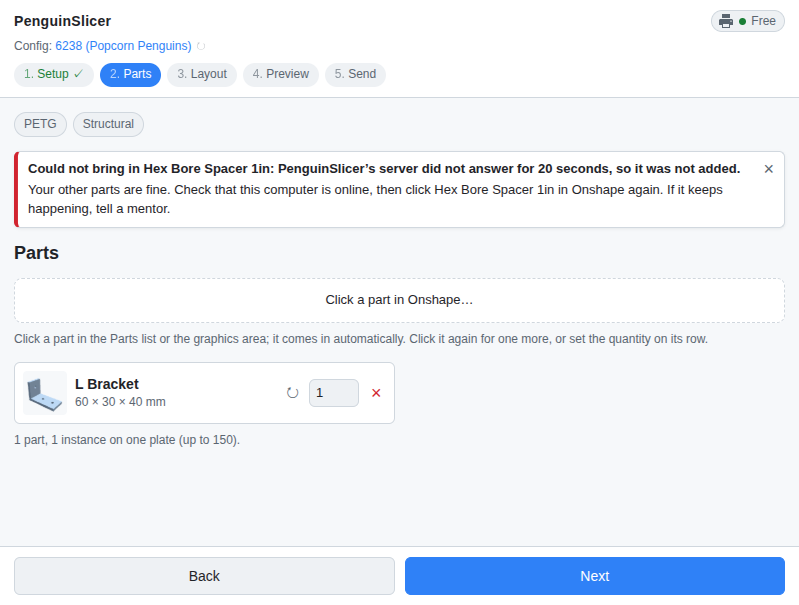 PenguinSlicer
Free
Config: 6238 (Popcorn Penguins)
1. Setup ✓
2. Parts
3. Layout
4. Preview
5. Send
PETG
Structural
Could not bring in Hex Bore Spacer 1in: PenguinSlicer’s server did not answer for 20 seconds, so it was not added.
Your other parts are fine. Check that this computer is online, then click Hex Bore Spacer 1in in Onshape again. If it keeps
happening, tell a mentor.
Parts
Click a part in Onshape…
Click a part in the Parts list or the graphics area; it comes in automatically. Click it again for one more, or set the quantity on its row.
L Bracket
60 × 30 × 40 mm
1
1 part, 1 instance on one plate (up to 150).
Back
Next